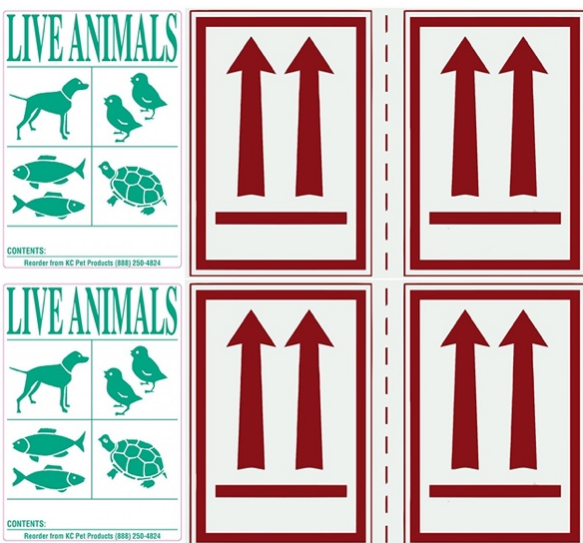 LIVE ANIMALS
CONTENTS:
Reorder from KC Pet Products (888) 250-4824
LIVE ANIMALS
CONTENTS:
Reorder from KC Pet Products (888) 250-4824